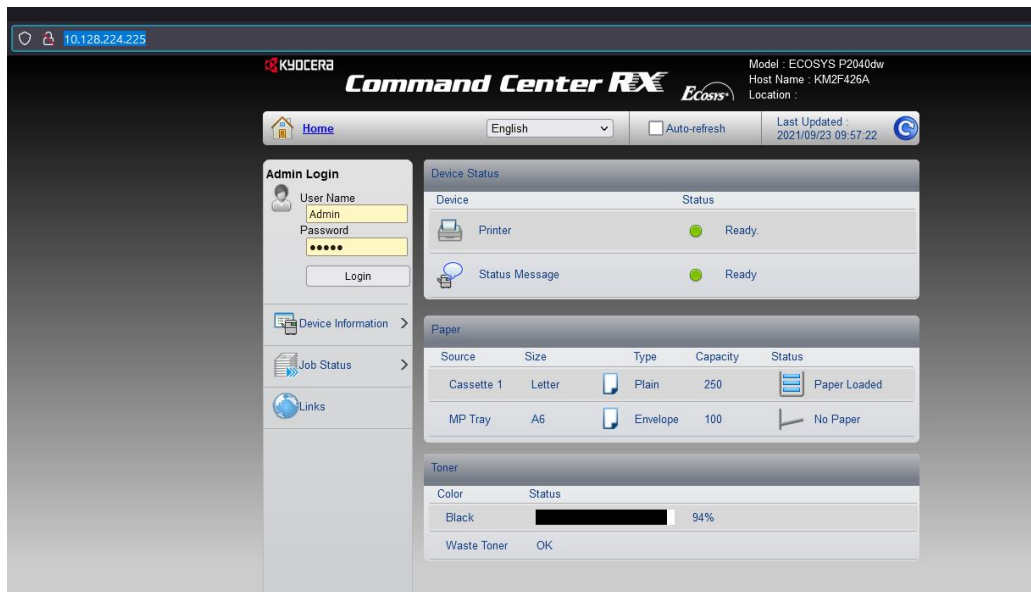 10.128.224.225
KYOCERA
Command Center RX
Ecosys
Model : ECOSYS P2040dw
Host Name : KM2F426A
Location :
Home
English
Auto-refresh
Last Updated :
2021/09/23 09:57:22
Admin Login
User Name
Admin
Password
•••••
Login
Device Information
Job Status
Links
Device Status
Device Status
Printer Ready.
Status Message Ready
Paper
Source Size Type Capacity Status
Cassette 1 Letter Plain 250 Paper Loaded
MP Tray A6 Envelope 100 No Paper
Toner
Color Status
Black 94%
Waste Toner OK